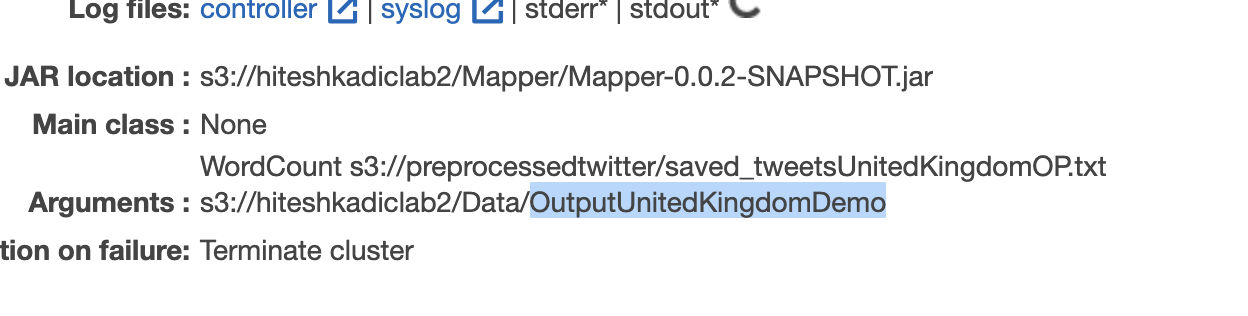 Log files: controller | syslog | stderr* | stdout*
JAR location : s3://hiteshkadiclab2/Mapper/Mapper-0.0.2-SNAPSHOT.jar
Main class : None
WordCount s3://preprocessedtwitter/saved_tweetsUnitedKingdomOP.txt
Arguments : s3://hiteshkadiclab2/Data/OutputUnitedKingdomDemo
tion on failure: Terminate cluster